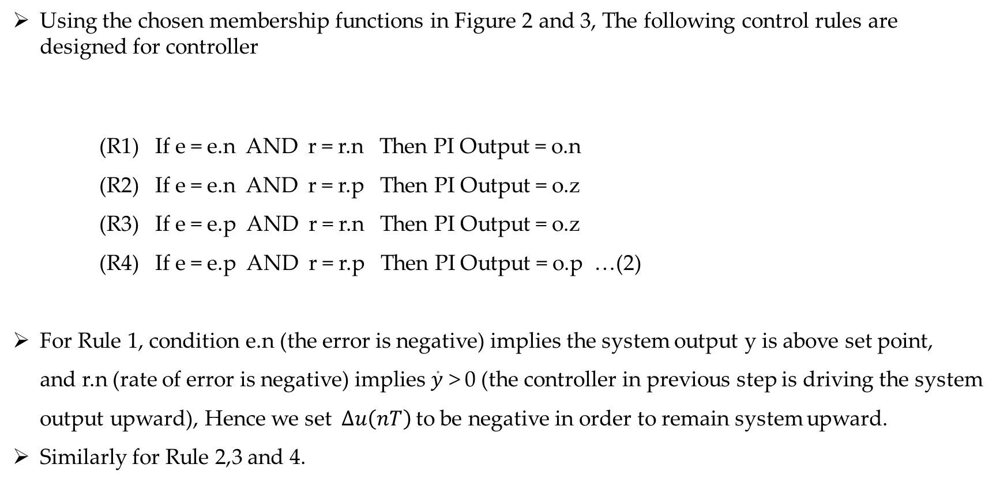 ➢ Using the chosen membership functions in Figure 2 and 3, The following control rules are
designed for controller
(R1) If e = e.n AND r = r.n Then PI Output = o.n
(R2) If e = e.n AND r = r.p Then PI Output = o.z
(R3) If e = e.p AND r = r.n Then PI Output = o.z
(R4) If e = e.p AND r = r.p Then PI Output = o.p …(2)
➢ For Rule 1, condition e.n (the error is negative) implies the system output y is above set point,
and r.n (rate of error is negative) implies ẏ > 0 (the controller in previous step is driving the system
output upward), Hence we set Δu(nT) to be negative in order to remain system upward.
➢ Similarly for Rule 2,3 and 4.